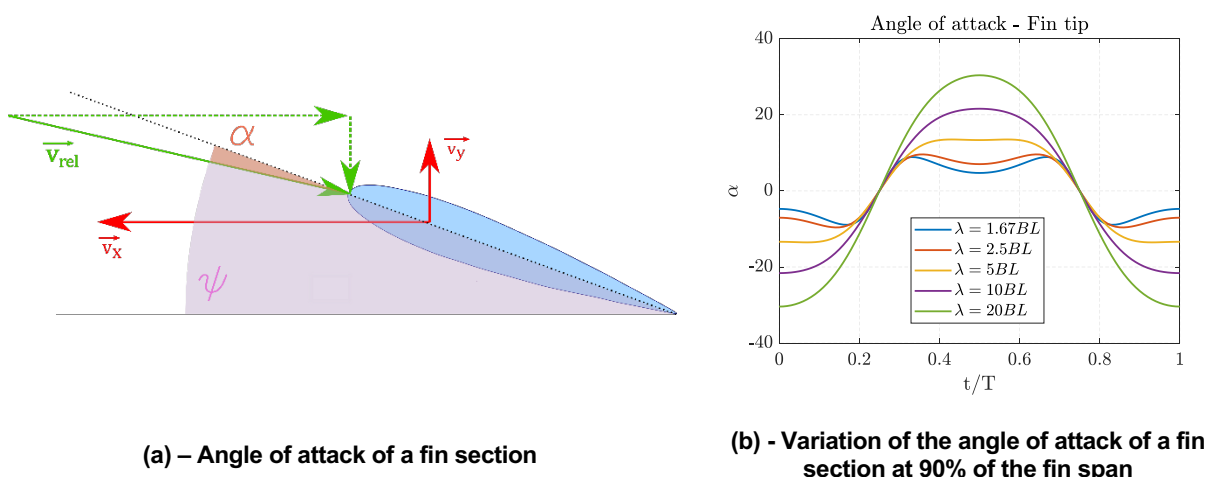 α
v_rel
v_y
v_x
ψ
(a) – Angle of attack of a fin section
Angle of attack - Fin tip
40
20
0
-20
-40
α
λ = 1.67BL
λ = 2.5BL
λ = 5BL
λ = 10BL
λ = 20BL
0
0.2
0.4
0.6
0.8
1
t/T
(b) - Variation of the angle of attack of a fin
section at 90% of the fin span